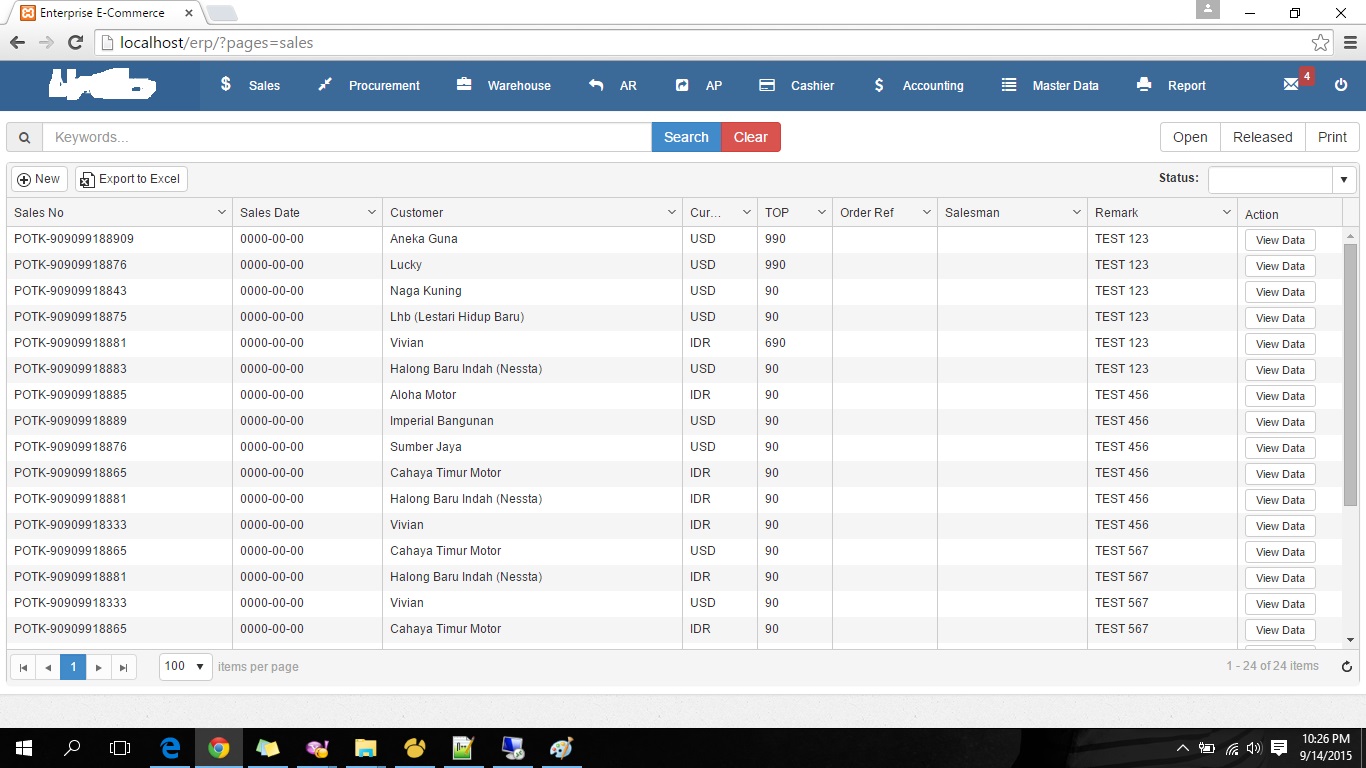 Enterprise E-Commerce
localhost/erp/?pages=sales
Sales Procurement Warehouse AR AP Cashier Accounting Master Data Report 4
Keywords... Search Clear Open Released Print
New Export to Excel Status:
Sales No Sales Date Customer Cur... TOP Order Ref Salesman Remark Action
POTK-909099188909 0000-00-00 Aneka Guna USD 990 TEST 123 View Data
POTK-90909918876 0000-00-00 Lucky USD 990 TEST 123 View Data
POTK-90909918843 0000-00-00 Naga Kuning USD 90 TEST 123 View Data
POTK-90909918875 0000-00-00 Lhb (Lestari Hidup Baru) USD 90 TEST 123 View Data
POTK-90909918881 0000-00-00 Vivian IDR 690 TEST 123 View Data
POTK-90909918883 0000-00-00 Halong Baru Indah (Nessta) USD 90 TEST 123 View Data
POTK-90909918885 0000-00-00 Aloha Motor IDR 90 TEST 456 View Data
POTK-90909918889 0000-00-00 Imperial Bangunan USD 90 TEST 456 View Data
POTK-90909918876 0000-00-00 Sumber Jaya USD 90 TEST 456 View Data
POTK-90909918865 0000-00-00 Cahaya Timur Motor IDR 90 TEST 456 View Data
POTK-90909918881 0000-00-00 Halong Baru Indah (Nessta) IDR 90 TEST 456 View Data
POTK-90909918333 0000-00-00 Vivian IDR 90 TEST 456 View Data
POTK-90909918865 0000-00-00 Cahaya Timur Motor USD 90 TEST 567 View Data
POTK-90909918881 0000-00-00 Halong Baru Indah (Nessta) IDR 90 TEST 567 View Data
POTK-90909918333 0000-00-00 Vivian USD 90 TEST 567 View Data
POTK-90909918865 0000-00-00 Cahaya Timur Motor IDR 90 TEST 567 View Data
1 100 items per page 1 - 24 of 24 items
10:26 PM
9/14/2015